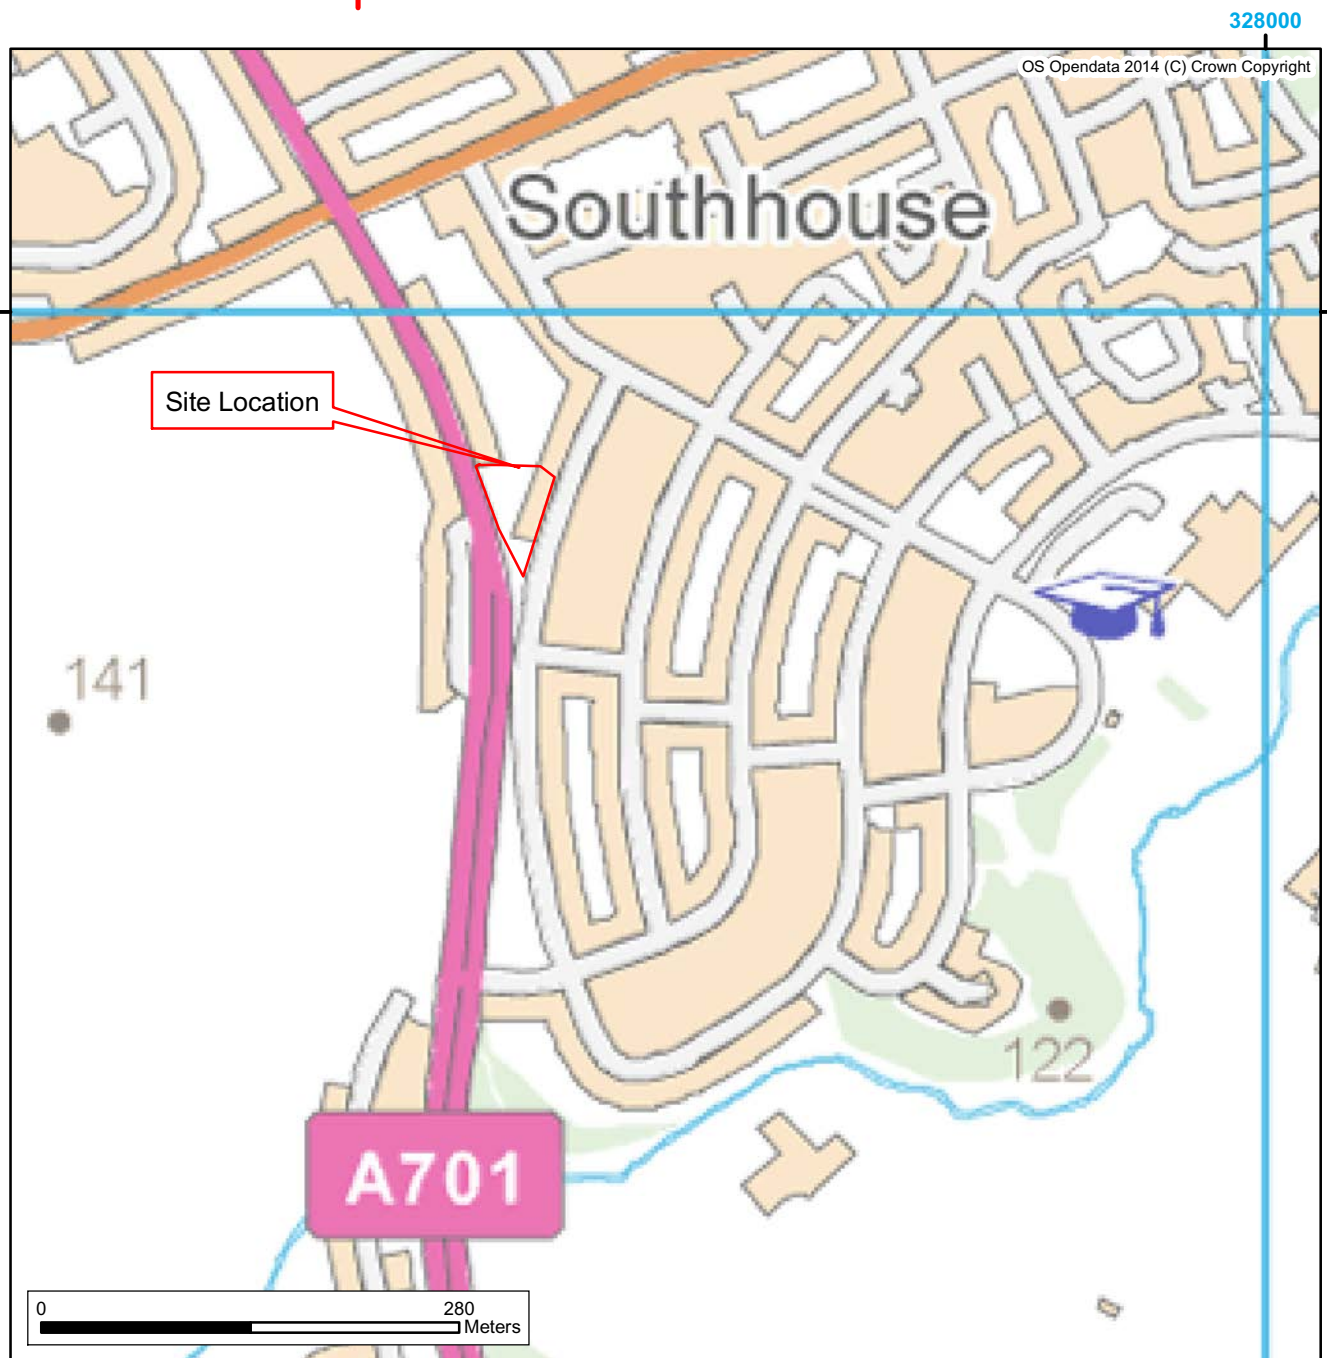 328000
OS Opendata 2014 (C) Crown Copyright
Southhouse
Site Location
141
122
A701
0 280
Meters